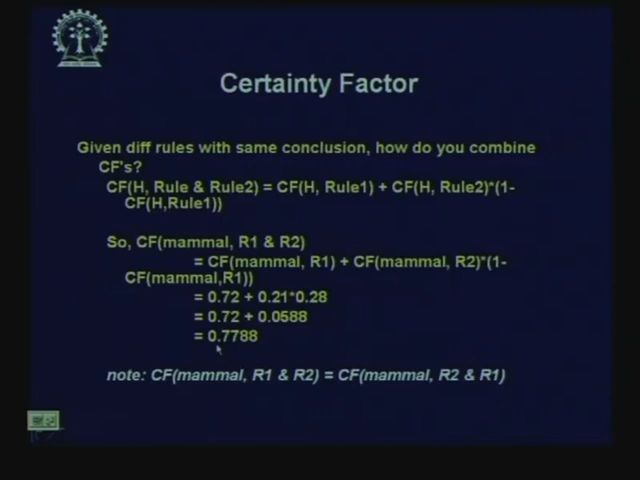 Certainty Factor
Given diff rules with same conclusion, how do you combine
CF's?
CF(H, Rule & Rule2) = CF(H, Rule1) + CF(H, Rule2)*(1-
CF(H,Rule1))
So, CF(mammal, R1 & R2)
= CF(mammal, R1) + CF(mammal, R2)*(1-
CF(mammal,R1))
= 0.72 + 0.21*0.28
= 0.72 + 0.0588
= 0.7788
note: CF(mammal, R1 & R2) = CF(mammal, R2 & R1)